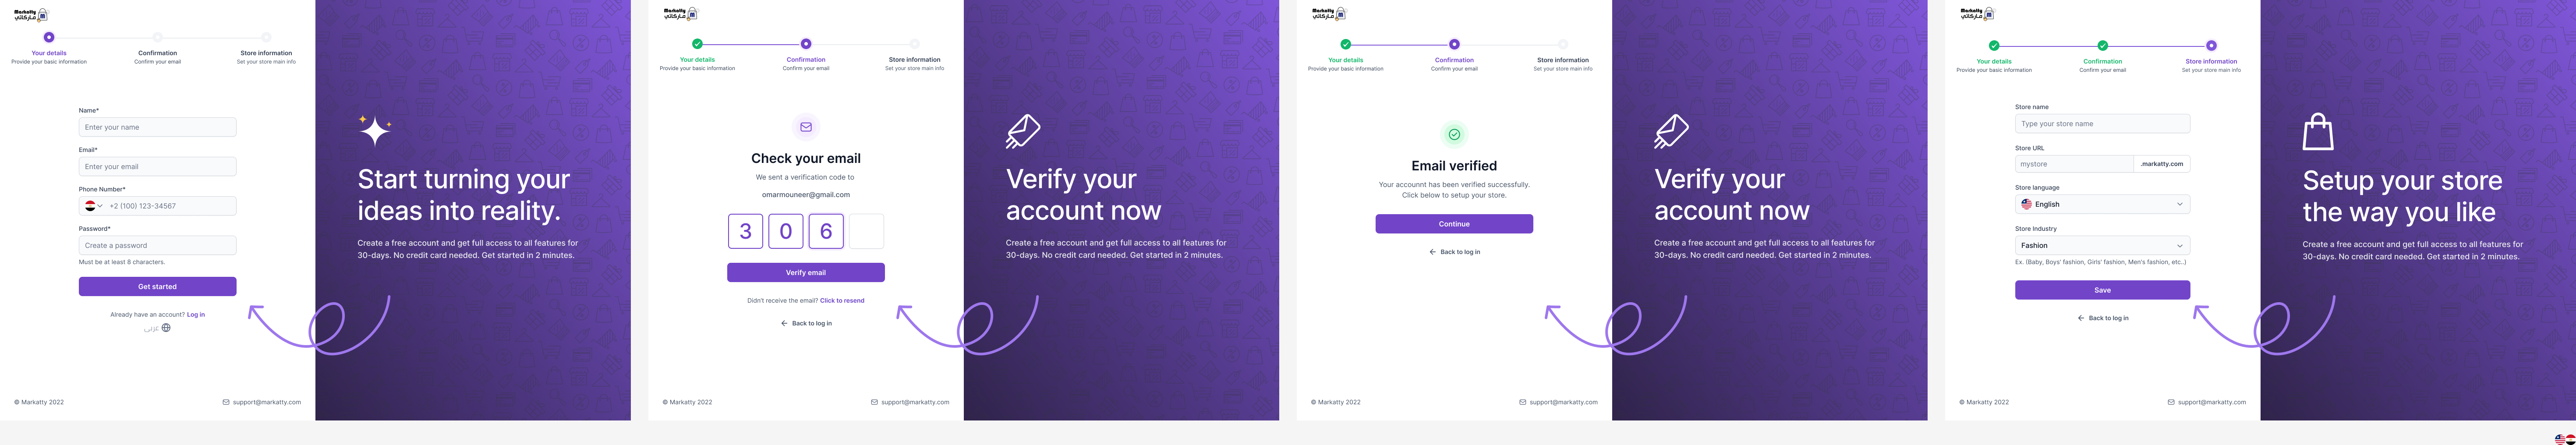 Markatty
ماركاتي
Your details
Provide your basic information
Confirmation
Confirm your email
Store information
Set your store main info
Name*
Enter your name
Email*
Enter your email
Phone Number*
+2 (100) 123-34567
Password*
Create a password
Must be at least 8 characters.
Get started
Already have an account? Log in
عربى
© Markatty 2022
support@markatty.com
Start turning your
ideas into reality.
Create a free account and get full access to all features for
30-days. No credit card needed. Get started in 2 minutes.
Markatty
ماركاتي
Your details
Provide your basic information
Confirmation
Confirm your email
Store information
Set your store main info
Check your email
We sent a verification code to
omarmouneer@gmail.com
3 0 6
Verify email
Didn't receive the email? Click to resend
Back to log in
© Markatty 2022
support@markatty.com
Verify your
account now
Create a free account and get full access to all features for
30-days. No credit card needed. Get started in 2 minutes.
Markatty
ماركاتي
Your details
Provide your basic information
Confirmation
Confirm your email
Store information
Set your store main info
Email verified
Your accounnt has been verified successfully.
Click below to setup your store.
Continue
Back to log in
© Markatty 2022
support@markatty.com
Verify your
account now
Create a free account and get full access to all features for
30-days. No credit card needed. Get started in 2 minutes.
Markatty
ماركاتي
Your details
Provide your basic information
Confirmation
Confirm your email
Store information
Set your store main info
Store name
Type your store name
Store URL
mystore
.markatty.com
Store language
English
Store Industry
Fashion
Ex. (Baby, Boys' fashion, Girls' fashion, Men's fashion, etc..)
Save
Back to log in
© Markatty 2022
support@markatty.com
Setup your store
the way you like
Create a free account and get full access to all features for
30-days. No credit card needed. Get started in 2 minutes.